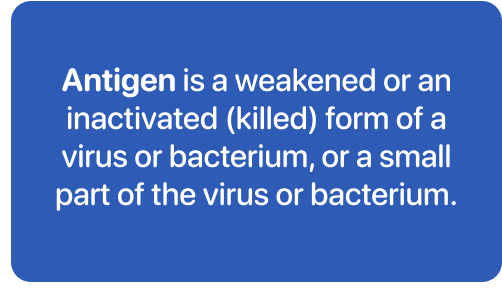 Antigen is a weakened or an
inactivated (killed) form of a
virus or bacterium, or a small
part of the virus or bacterium.